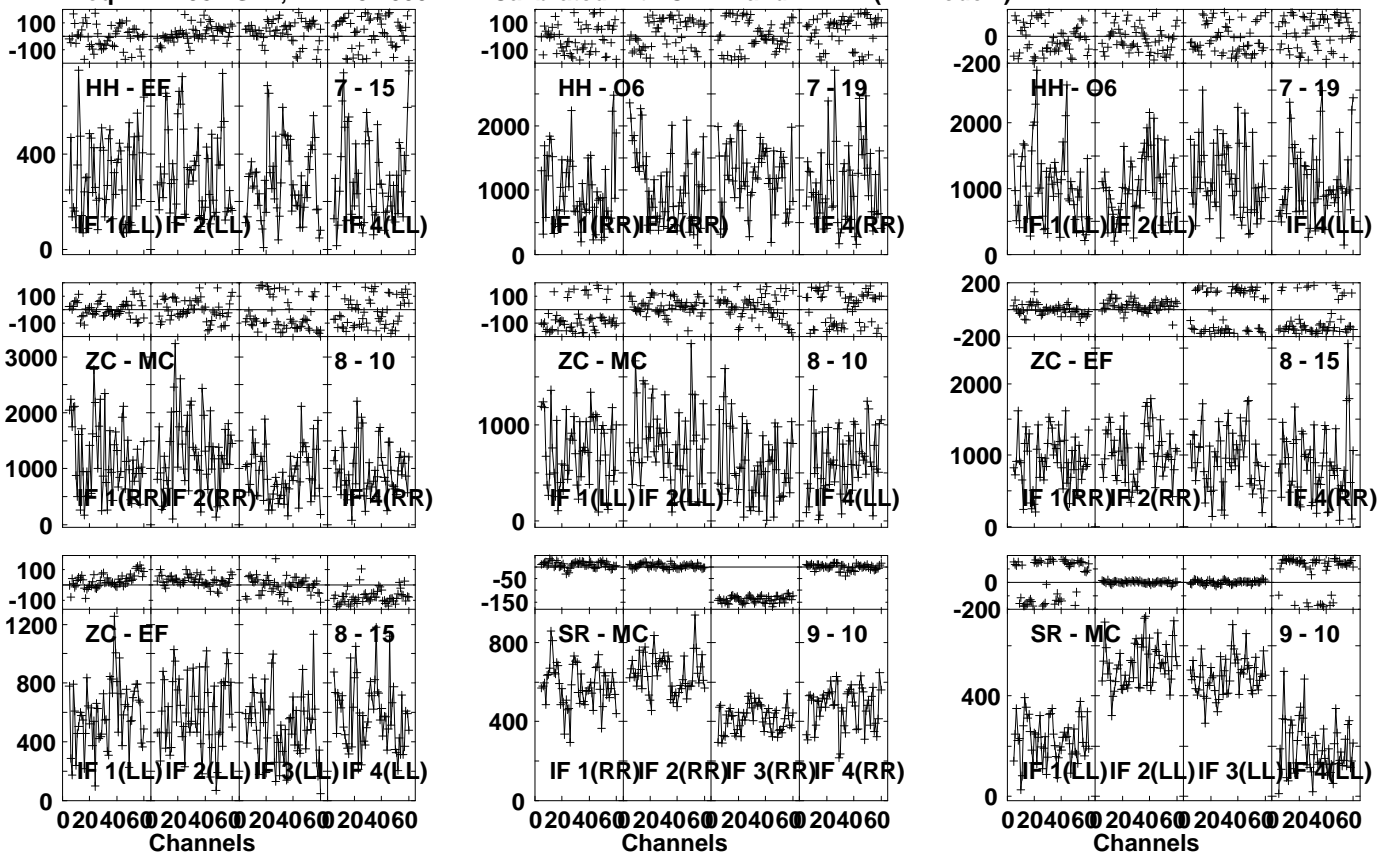 100 100 0
-100 -100 -200
HH - EF 7 - 15 HH - O6 7 - 19 HH - O6 7 - 19
400 2000 2000
1000 1000
IF 1(LL) IF 2(LL) IF 4(LL) IF 1(RR) IF 2(RR) IF 4(RR) IF 1(LL) IF 2(LL) IF 4(LL)
0 0 0
100 100 200
-100 -100 -200
3000 ZC - MC 8 - 10 ZC - MC 8 - 10 ZC - EF 8 - 15
2000 1000 2000
1000 1000
IF 1(RR) IF 2(RR) IF 4(RR) IF 1(LL) IF 2(LL) IF 4(LL) IF 1(RR) IF 2(RR) IF 4(RR)
0 0 0
100 -50 0
-100 -150 -200
1200 ZC - EF 8 - 15 SR - MC 9 - 10 SR - MC 9 - 10
800 800 400
400 400
IF 1(LL) IF 2(LL) IF 3(LL) IF 4(LL) IF 1(RR) IF 2(RR) IF 3(RR) IF 4(RR) IF 1(LL) IF 2(LL) IF 3(LL) IF 4(LL)
0 0 0
0 20 40 60 0 20 40 60 0 20 40 60 0 20 40 60 0 20 40 60 0 20 40 60 0 20 40 60 0 20 40 60 0 20 40 60 0 20 40 60 0 20 40 60 0 20 40 60
Channels Channels Channels